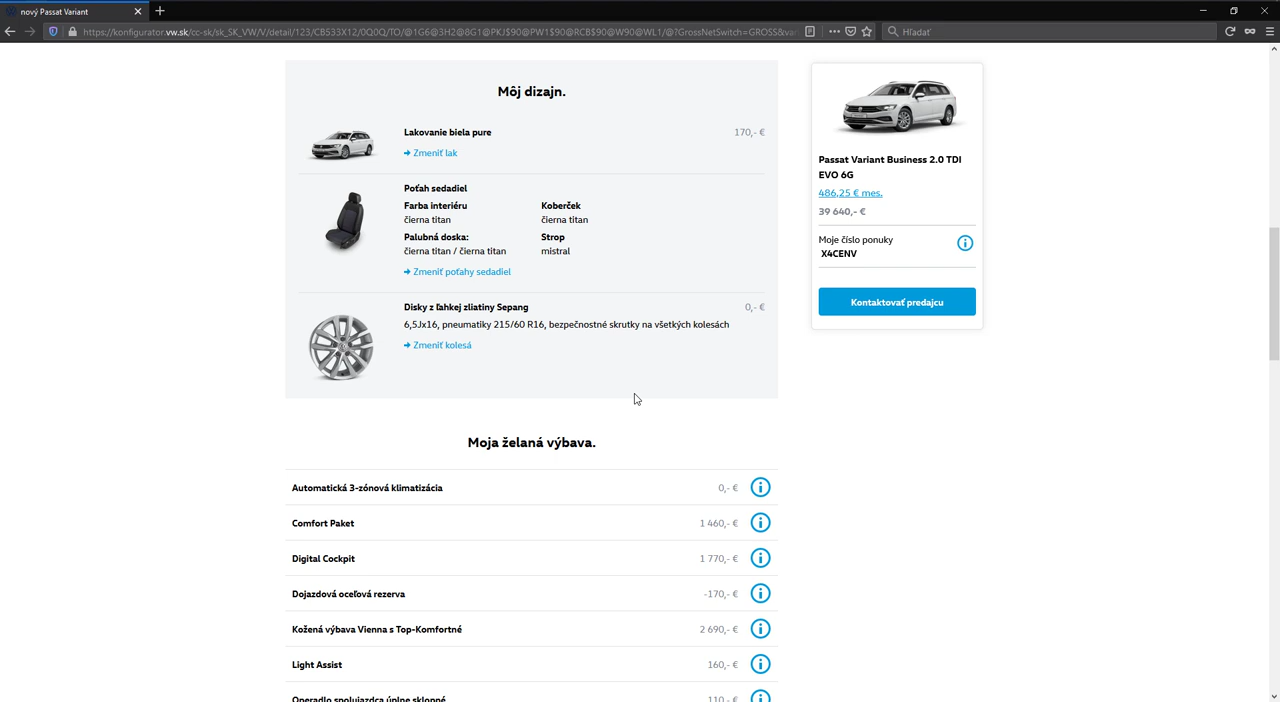 nový Passat Variant
https://konfigurator.vw.sk/cc-sk/sk_SK_VW/V/detail/123/CB533X12/0Q0Q/TO/@1G6@3H2@8G1@PKJ$90@PW1$90@RCB$90@W90@WL1/@?GrossNetSwitch=GROSS&va
Hľadať
Môj dizajn.
Lakovanie biela pure 170,- €
Zmeniť lak
Poťah sedadiel
Farba interiéru Koberček
čierna titan čierna titan
Palubná doska: Strop
čierna titan / čierna titan mistral
Zmeniť poťahy sedadiel
Disky z ľahkej zliatiny Sepang 0,- €
6,5Jx16, pneumatiky 215/60 R16, bezpečnostné skrutky na všetkých kolesách
Zmeniť kolesá
Passat Variant Business 2.0 TDI
EVO 6G
486,25 € mes.
39 640,- €
Moje číslo ponuky
X4CENV
Kontaktovať predajcu
Moja želaná výbava.
Automatická 3-zónová klimatizácia 0,- €
Comfort Paket 1 460,- €
Digital Cockpit 1 770,- €
Dojazdová oceľová rezerva -170,- €
Kožená výbava Vienna s Top-Komfortné 2 690,- €
Light Assist 160,- €
Operadlo spolujazdca úplne sklopné 110,- €